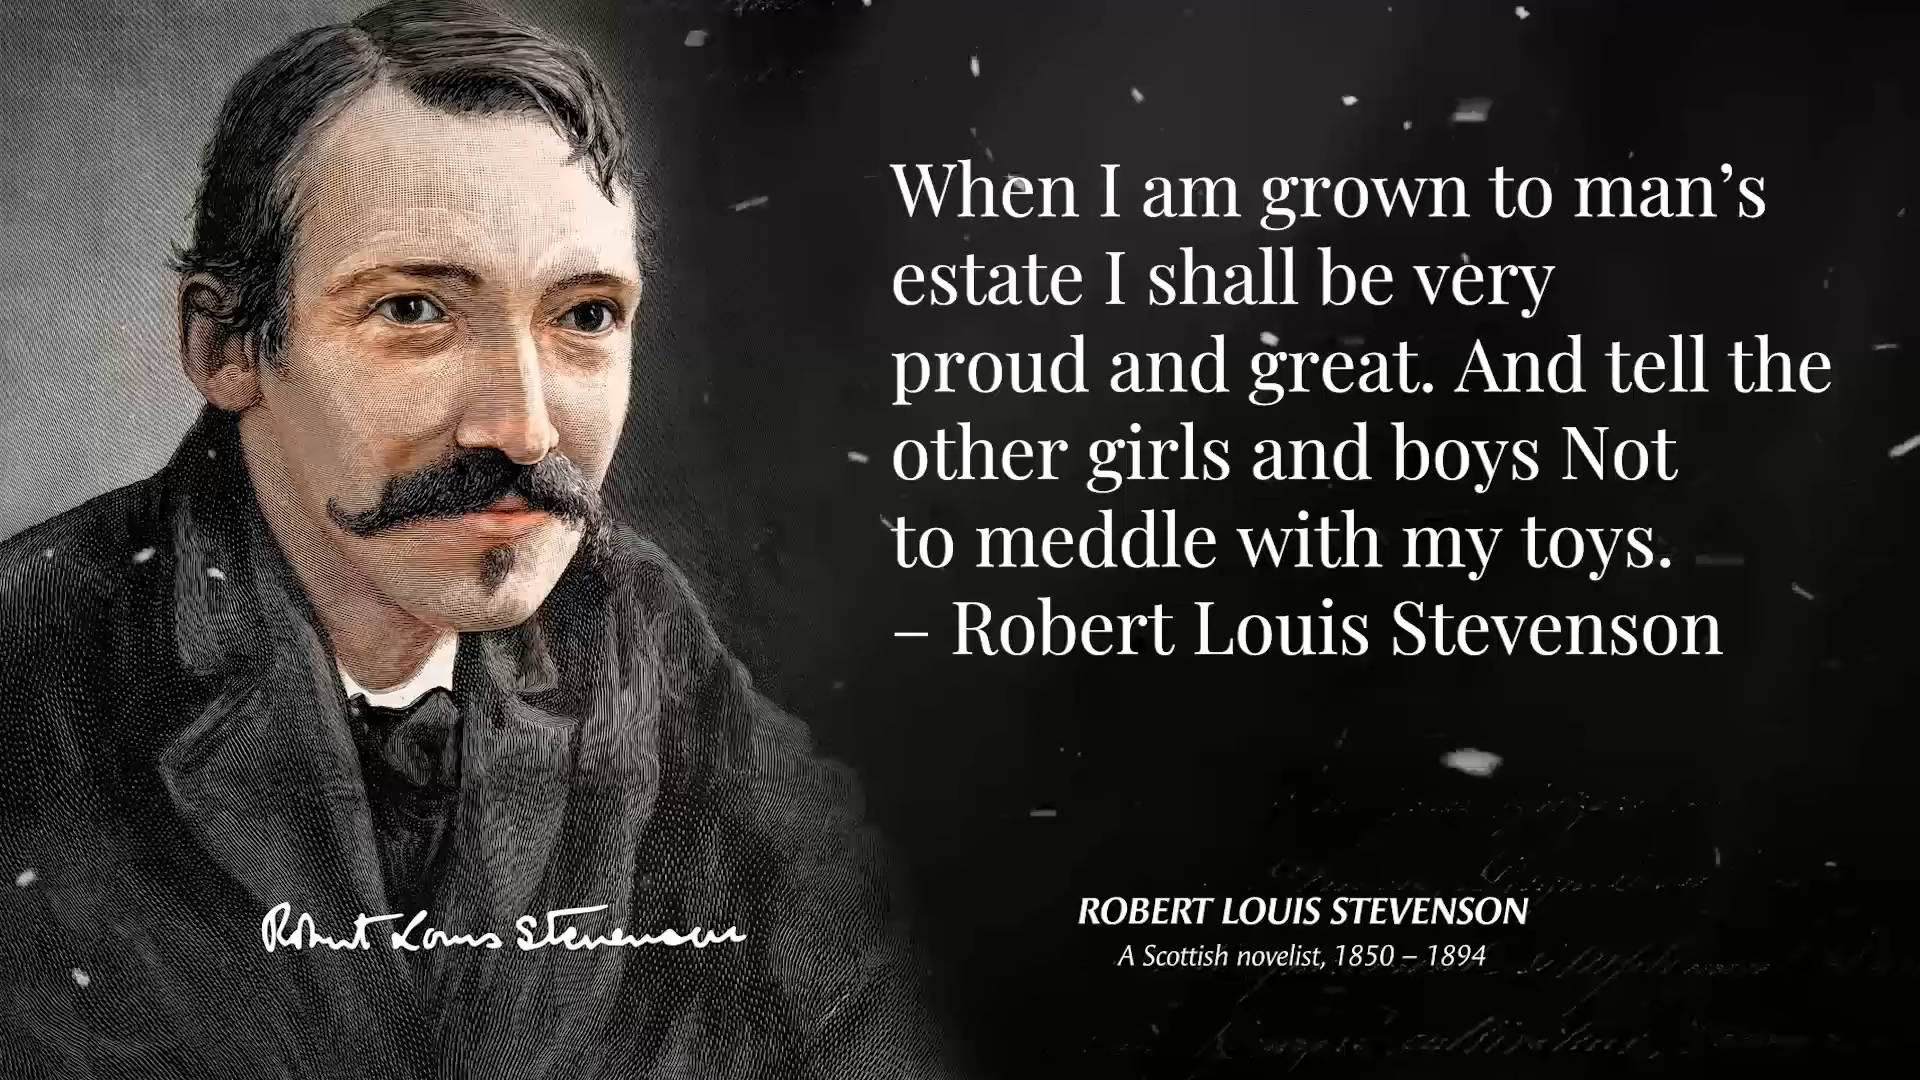 When I am grown to man’s
estate I shall be very
proud and great. And tell the
other girls and boys Not
to meddle with my toys.
– Robert Louis Stevenson
Robert Louis Stevenson
ROBERT LOUIS STEVENSON
A Scottish novelist, 1850 – 1894